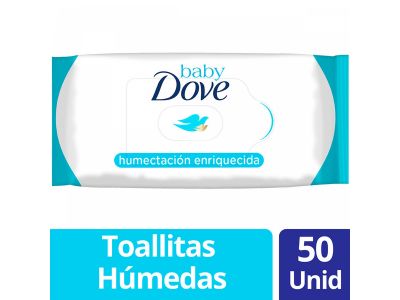 baby
Dove
humectación enriquecida
Toallitas
Húmedas
50
Unid